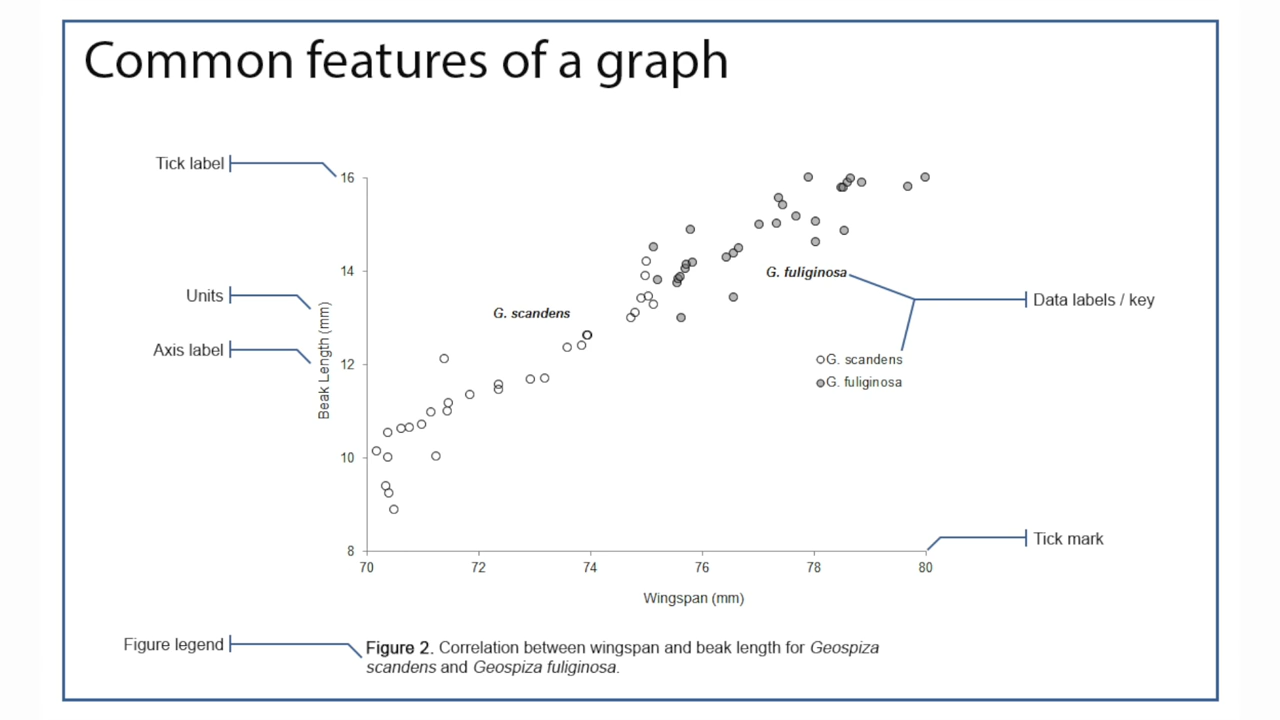 Common features of a graph
Tick label
16
14
Units
G. fuliginosa
Data labels / key
G. scandens
Axis label
Beak Length (mm)
12
G. scandens
G. fuliginosa
10
8
Tick mark
70 72 74 76 78 80
Wingspan (mm)
Figure legend
Figure 2. Correlation between wingspan and beak length for Geospiza
scandens and Geospiza fuliginosa.